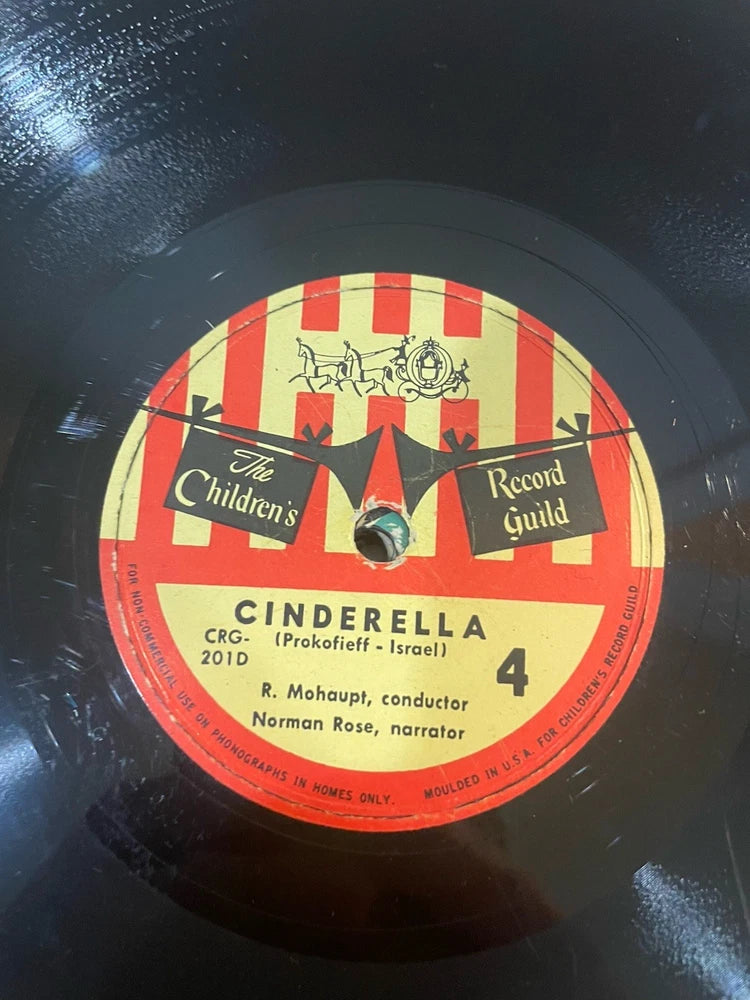 The
Children's
Record
Guild
CINDERELLA
(Prokofieff - Israel)
CRG-
201D
4
R. Mohaupt, conductor
Norman Rose, narrator
FOR NON-COMMERCIAL USE ON PHONOGRAPHS IN HOMES ONLY.
MOULDED IN U.S.A. FOR CHILDREN'S RECORD GUILD